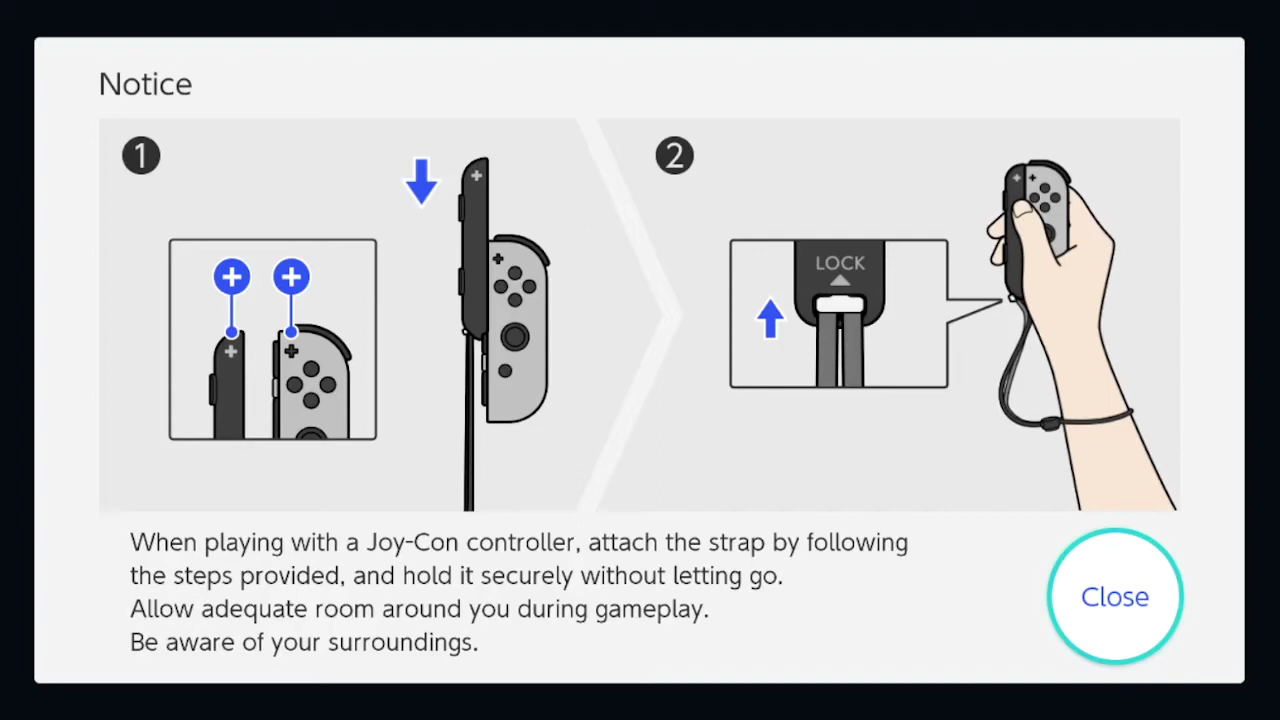 Notice
1
2
LOCK
When playing with a Joy-Con controller, attach the strap by following
the steps provided, and hold it securely without letting go.
Allow adequate room around you during gameplay.
Be aware of your surroundings.
Close